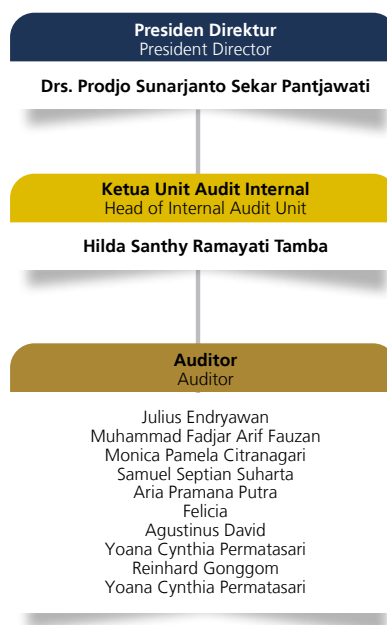 Presiden Direktur
President Director
Drs. Prodjo Sunarjanto Sekar Pantjawati
Ketua Unit Audit Internal
Head of Internal Audit Unit
Hilda Santhy Ramayati Tamba
Auditor
Auditor
Julius Endryawan
Muhammad Fadjar Arif Fauzan
Monica Pamela Citranagari
Samuel Septian Suharta
Aria Pramana Putra
Felicia
Agustinus David
Yoana Cynthia Permatasari
Reinhard Gonggom
Yoana Cynthia Permatasari